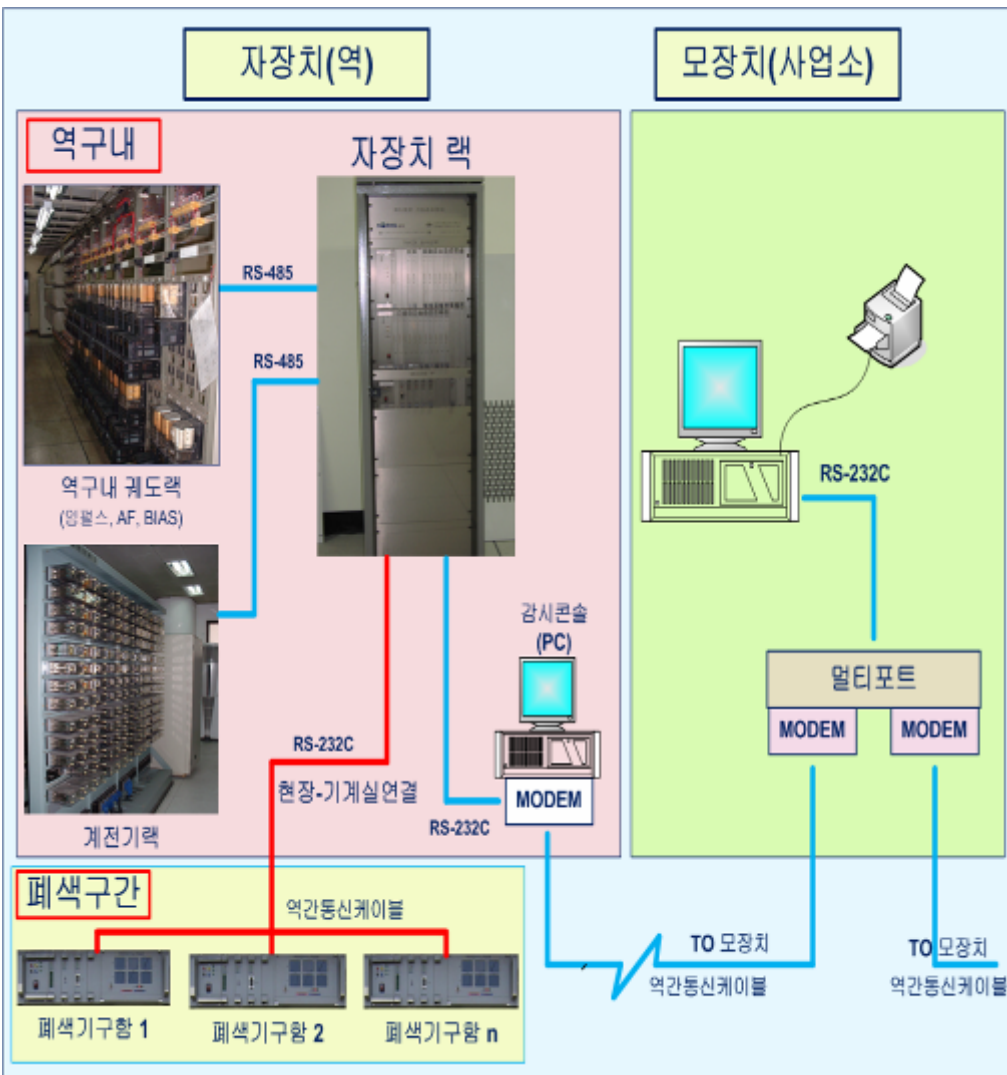 자장치(역)
모장치(사업소)
역구내
자장치 랙
RS-485
RS-485
역구내 궤도랙
(임펄스, AF, BIAS)
계전기랙
감시콘솔
(PC)
MODEM
RS-232C
현장-기계실연결
RS-232C
RS-232C
멀티포트
MODEM
MODEM
폐색구간
역간통신케이블
폐색기구함 1
폐색기구함 2
폐색기구함 n
TO 모장치
역간통신케이블
TO 모장치
역간통신케이블